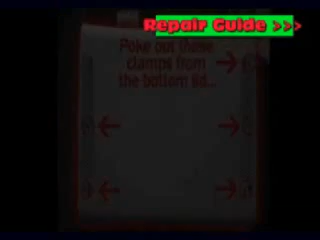 Repair Guide >>>
Poke out these
clamps from
the bottom so...